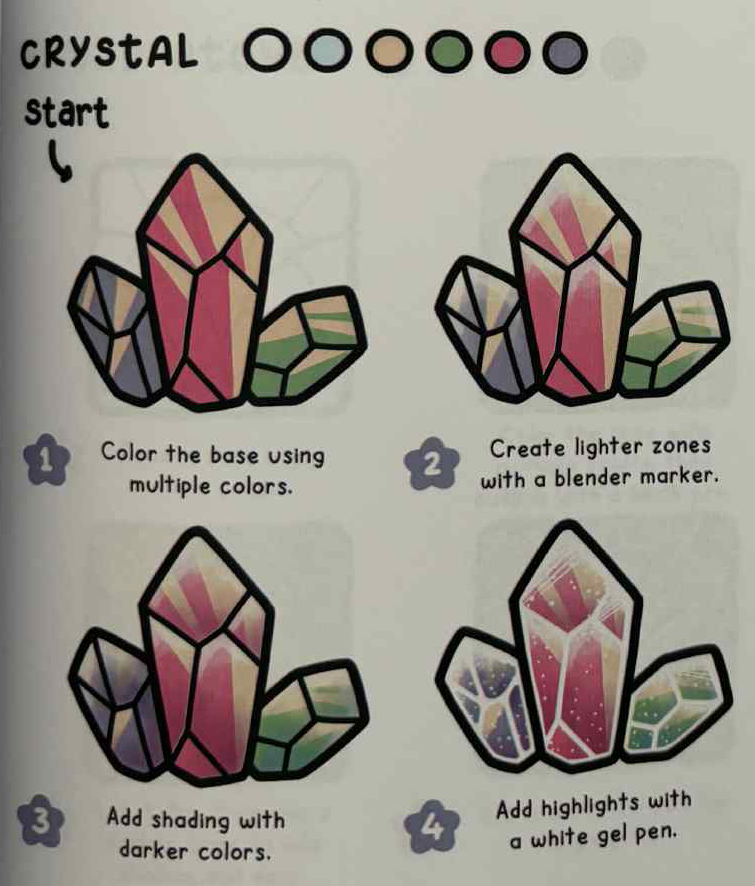 CRYStAL
Start
1
Color the base using
multiple colors.
2
Create lighter zones
with a blender marker.
3
Add shading with
darker colors.
4
Add highlights with
a white gel pen.